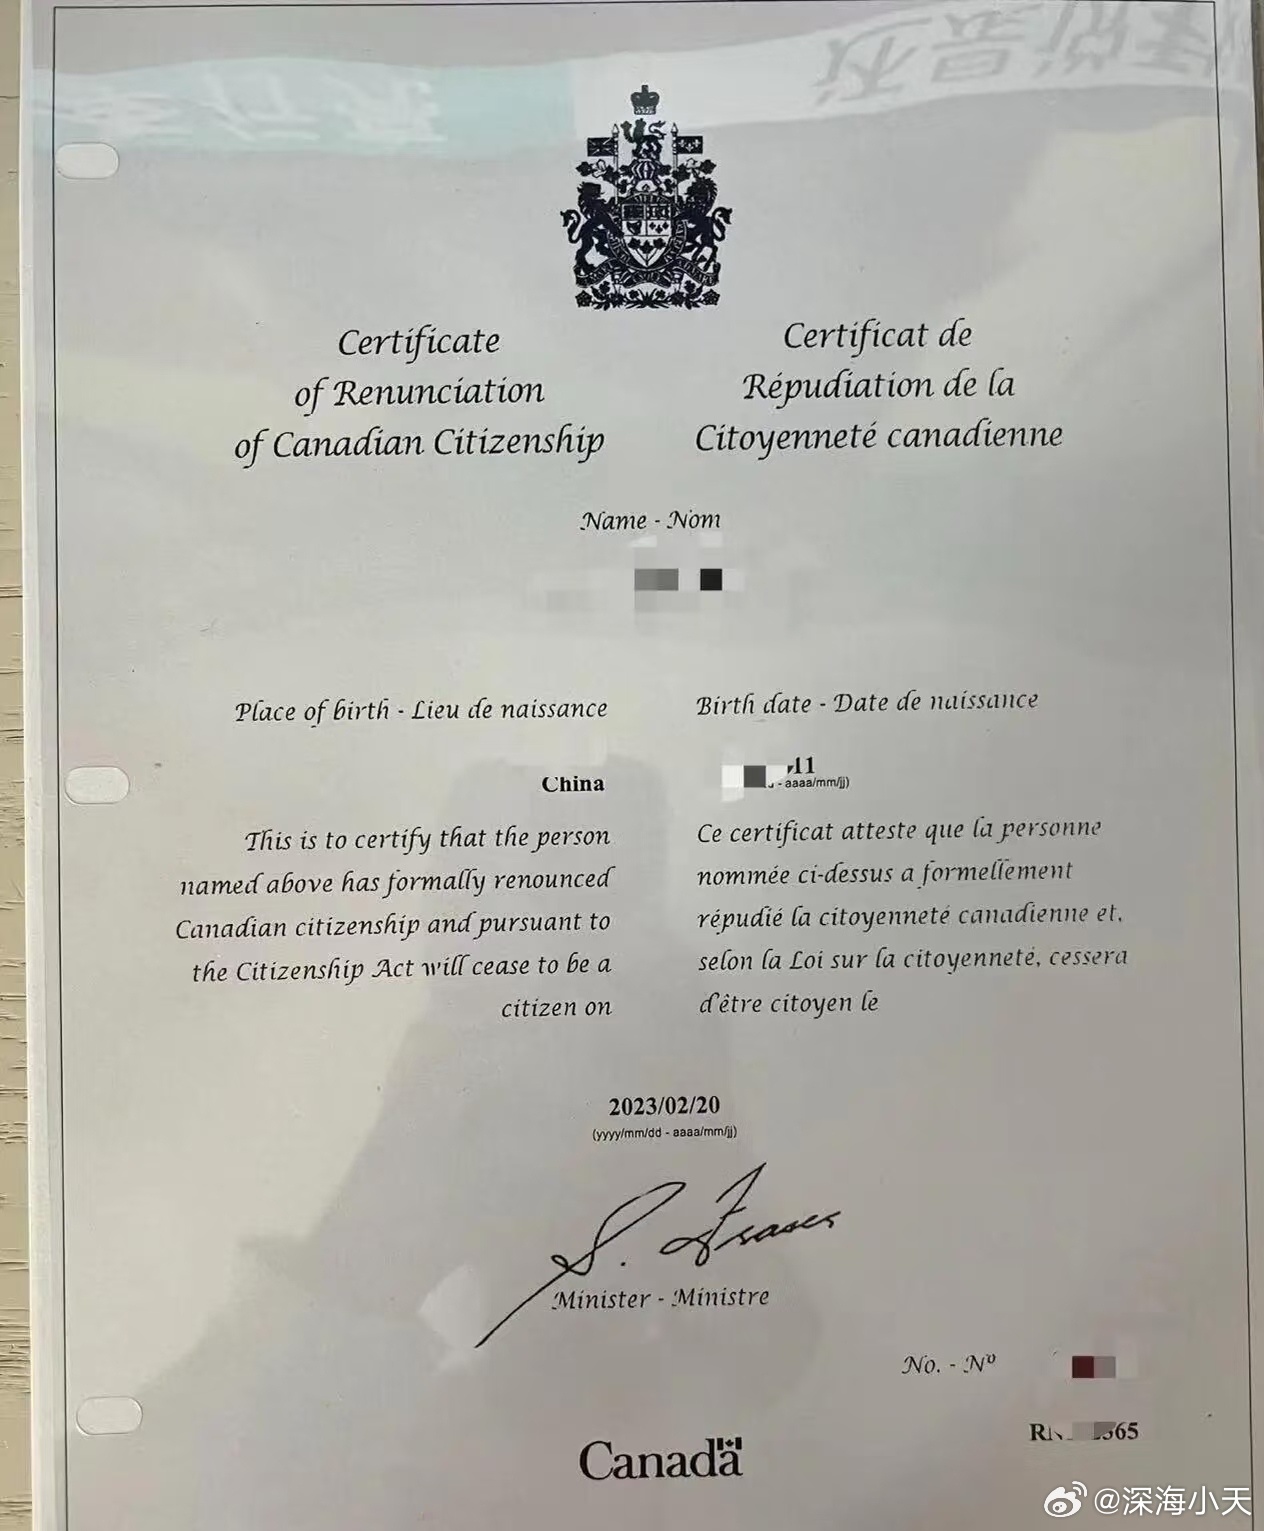 Certificate
of Renunciation
of Canadian Citizenship
Certificat de
Répudiation de la
Citoyenneté canadienne
Name - Nom
Place of birth - Lieu de naissance
China
Birth date - Date de naissance
11
- aaaa/mm/jj)
This is to certify that the person
named above has formally renounced
Canadian citizenship and pursuant to
the Citizenship Act will cease to be a
citizen on
Ce certificat atteste que la personne
nommée ci-dessus a formellement
répudié la citoyenneté canadienne et,
selon la Loi sur la citoyenneté, cessera
d'être citoyen le
2023/02/20
(yyyy/mm/dd - aaaa/mm/jj)
S. Fraser
Minister - Ministre
No. - Nº
Canada
@深海小天